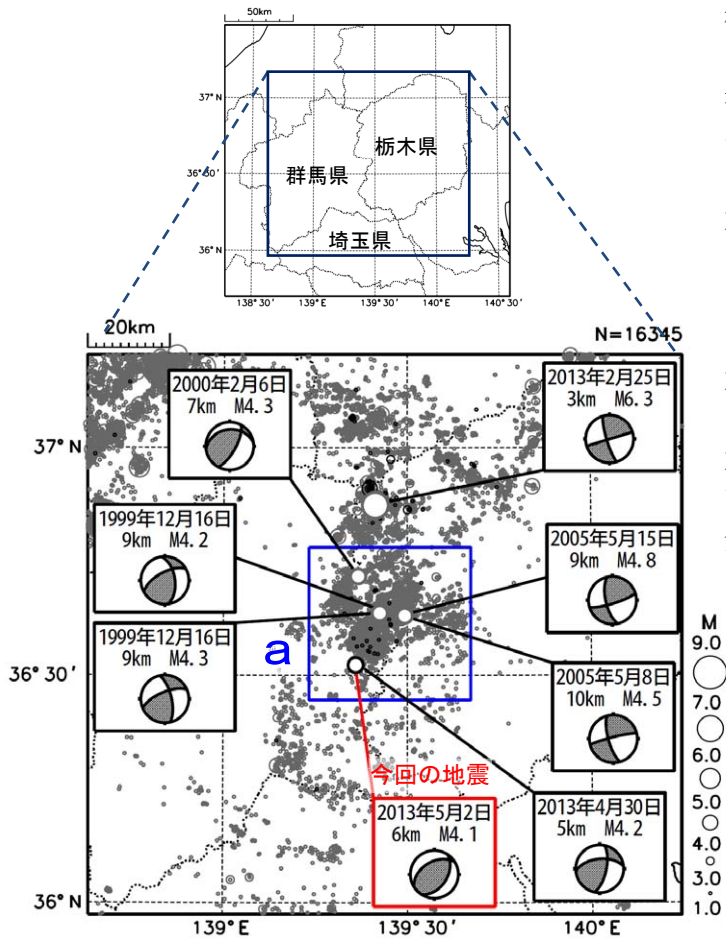 50km
37°N
36°50′
36°N
栃木県
群馬県
埼玉県
138°30′
139°E
139°30′
140°E
140°30′
20km
N=16345
2000年2月6日
7km M4.3
2013年2月25日
3km M6.3
37°N
1999年12月16日
9km M4.2
2005年5月15日
9km M4.8
1999年12月16日
9km M4.3
a
36°30′
2005年5月8日
10km M4.5
今回の地震
2013年5月2日
6km M4.1
2013年4月30日
5km M4.2
36°N
139°E
139°30′
140°E
M
9.0
7.0
6.0
5.0
4.0
3.0
1.0